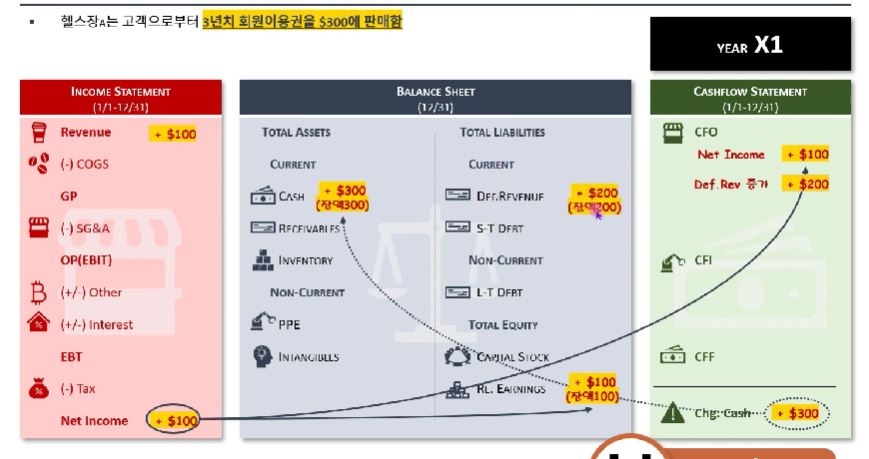 ▪ 헬스장A는 고객으로부터 3년치 회원이용권을 $300에 판매함
YEAR X1
INCOME STATEMENT
(1/1-12/31)
Revenue + $100
(-) COGS
GP
(-) SG&A
OP(EBIT)
(+/-) Other
(+/-) Interest
EBT
(-) Tax
Net Income + $100
BALANCE SHEET
(12/31)
TOTAL ASSETS
CURRENT
CASH + $300
(잔액300)
RECEIVABLES
INVENTORY
NON-CURRENT
PPE
INTANGIBLES
TOTAL LIABILITIES
CURRENT
DEF.REVENUE + $200
(잔액200)
S-T DEBT
NON-CURRENT
L-T DEBT
TOTAL EQUITY
CAPITAL STOCK
RE. EARNINGS + $100
(잔액100)
CASHFLOW STATEMENT
(1/1-12/31)
CFO
Net Income + $100
Def.Rev 증가 + $200
CFI
CFF
Chg. Cash + $300